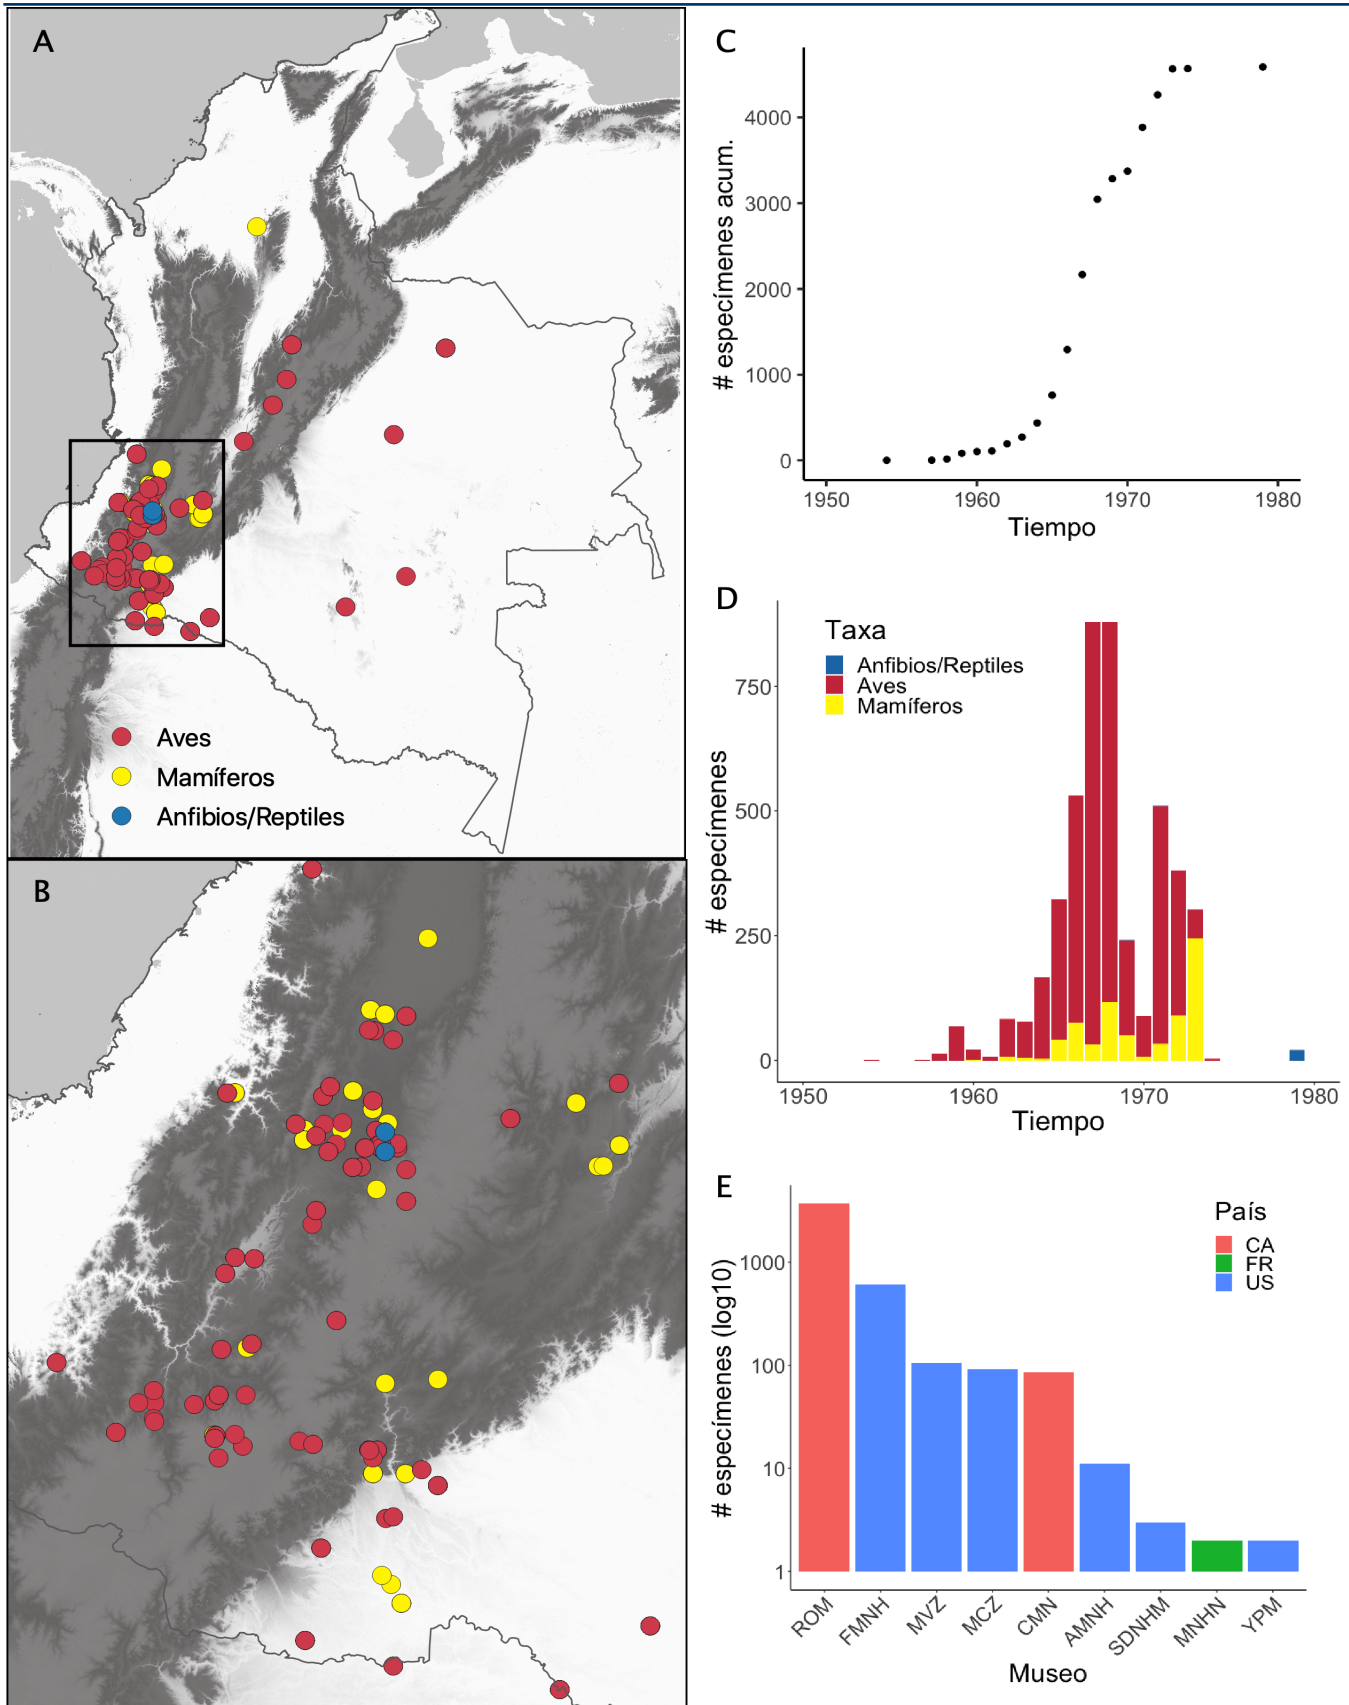 A
Aves
Mamíferos
Anfibios/Reptiles
B
C
# especímenes acum.
4000
3000
2000
1000
0
1950
1960
1970
1980
Tiempo
D
Taxa
Anfibios/Reptiles
Aves
Mamíferos
# especímenes
750
500
250
0
1950
1960
1970
1980
Tiempo
E
País
CA
FR
US
# especímenes (log10)
1000
100
10
1
ROM
FMNH
MVZ
MCZ
CMN
AMNH
SDNHM
MNHN
YPM
Museo